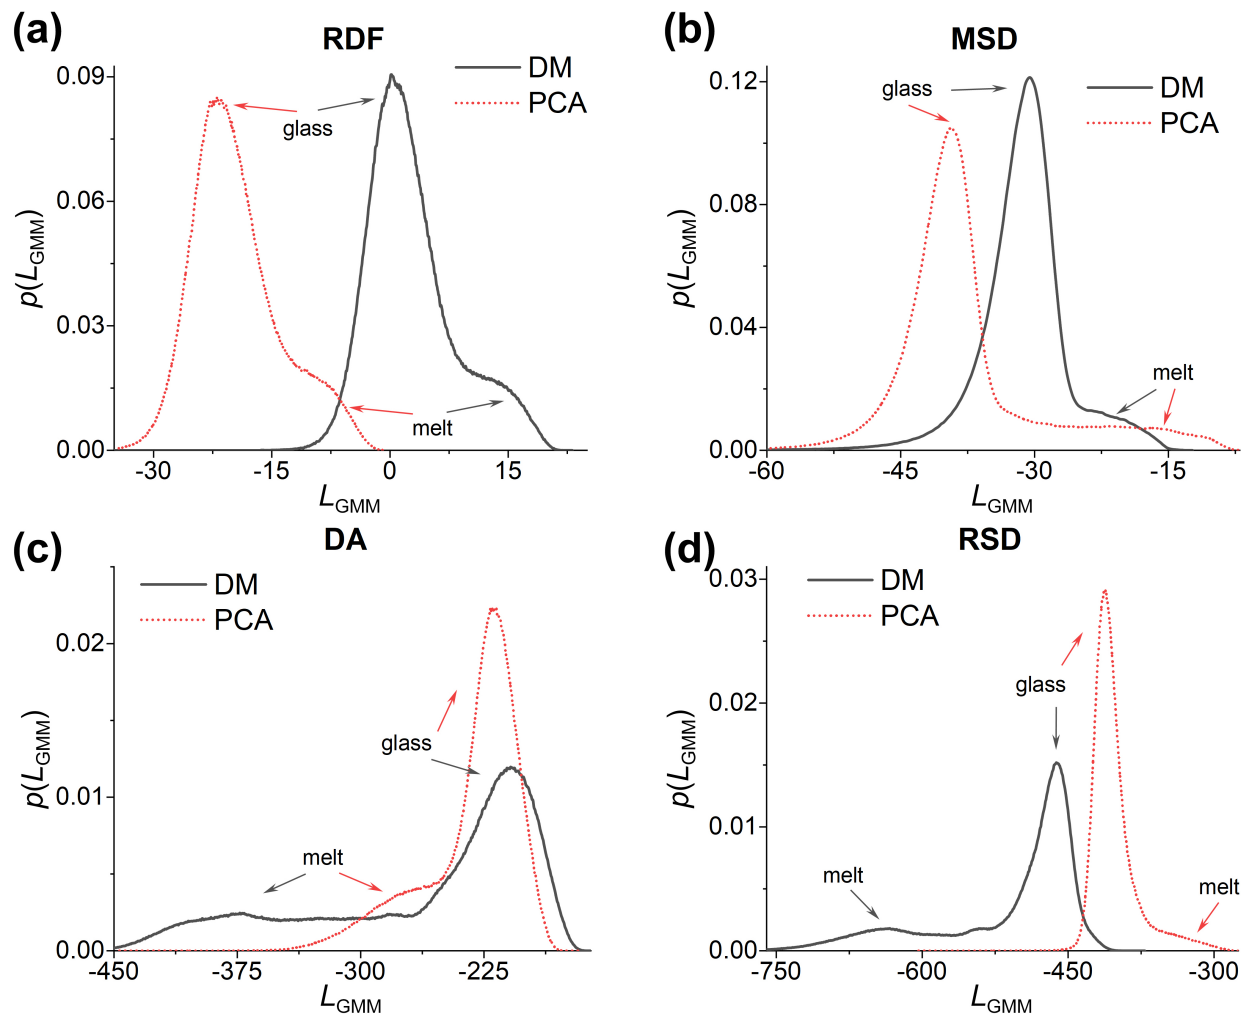 (a)
RDF
DM
PCA
glass
melt
0.09
0.06
0.03
0.00
p(LGMM)
-30
-15
0
15
LGMM
(b)
MSD
DM
PCA
glass
melt
0.12
0.08
0.04
0.00
p(LGMM)
-60
-45
-30
-15
LGMM
(c)
DA
DM
PCA
glass
melt
0.02
0.01
0.00
p(LGMM)
-450
-375
-300
-225
LGMM
(d)
RSD
DM
PCA
glass
melt
melt
0.03
0.02
0.01
0.00
p(LGMM)
-750
-600
-450
-300
LGMM